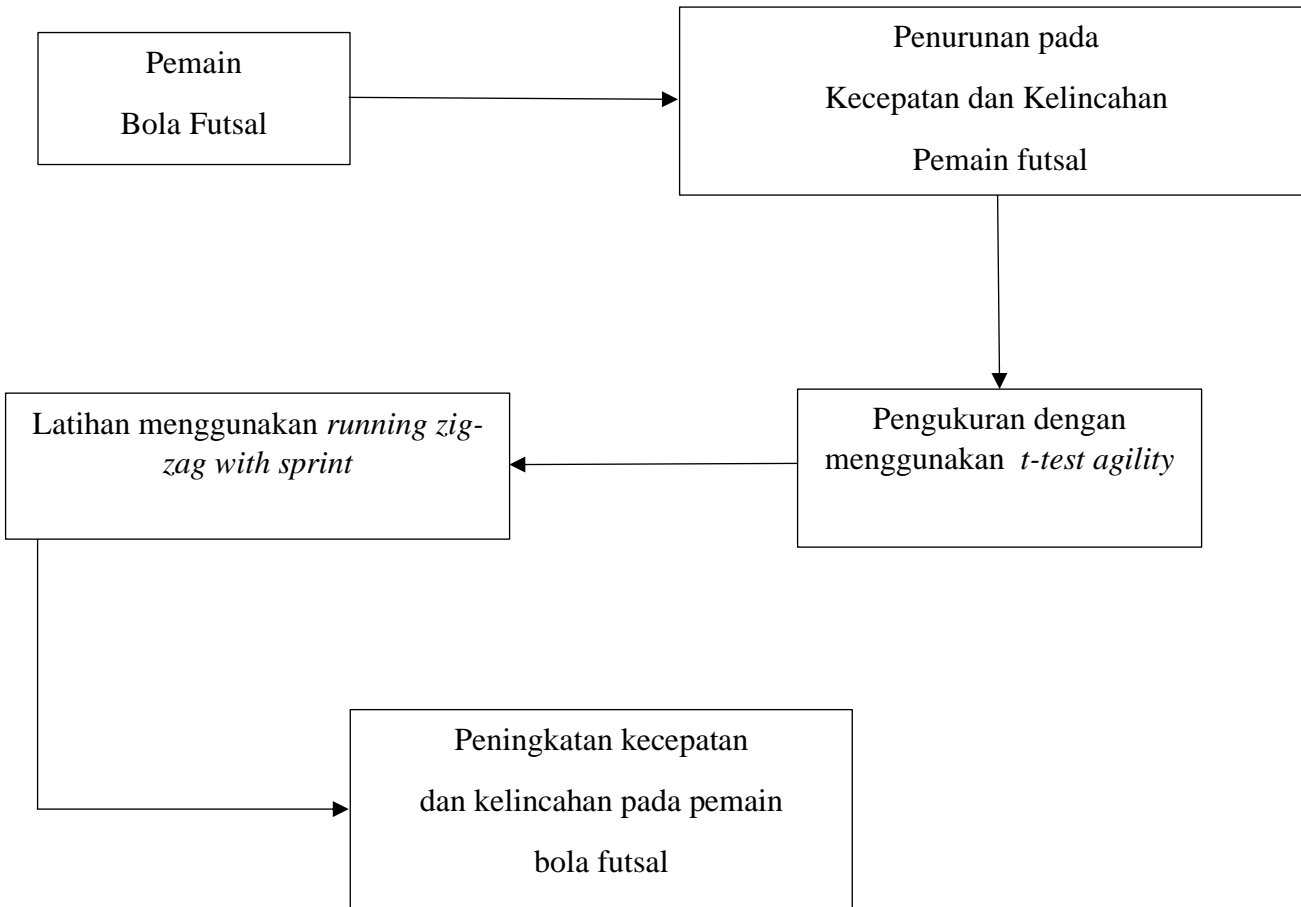 Pemain
Bola Futsal
Penurunan pada
Kecepatan dan Kelincahan
Pemain futsal
Pengukuran dengan
menggunakan t-test agility
Latihan menggunakan running zig-
zag with sprint
Peningkatan kecepatan
dan kelincahan pada pemain
bola futsal